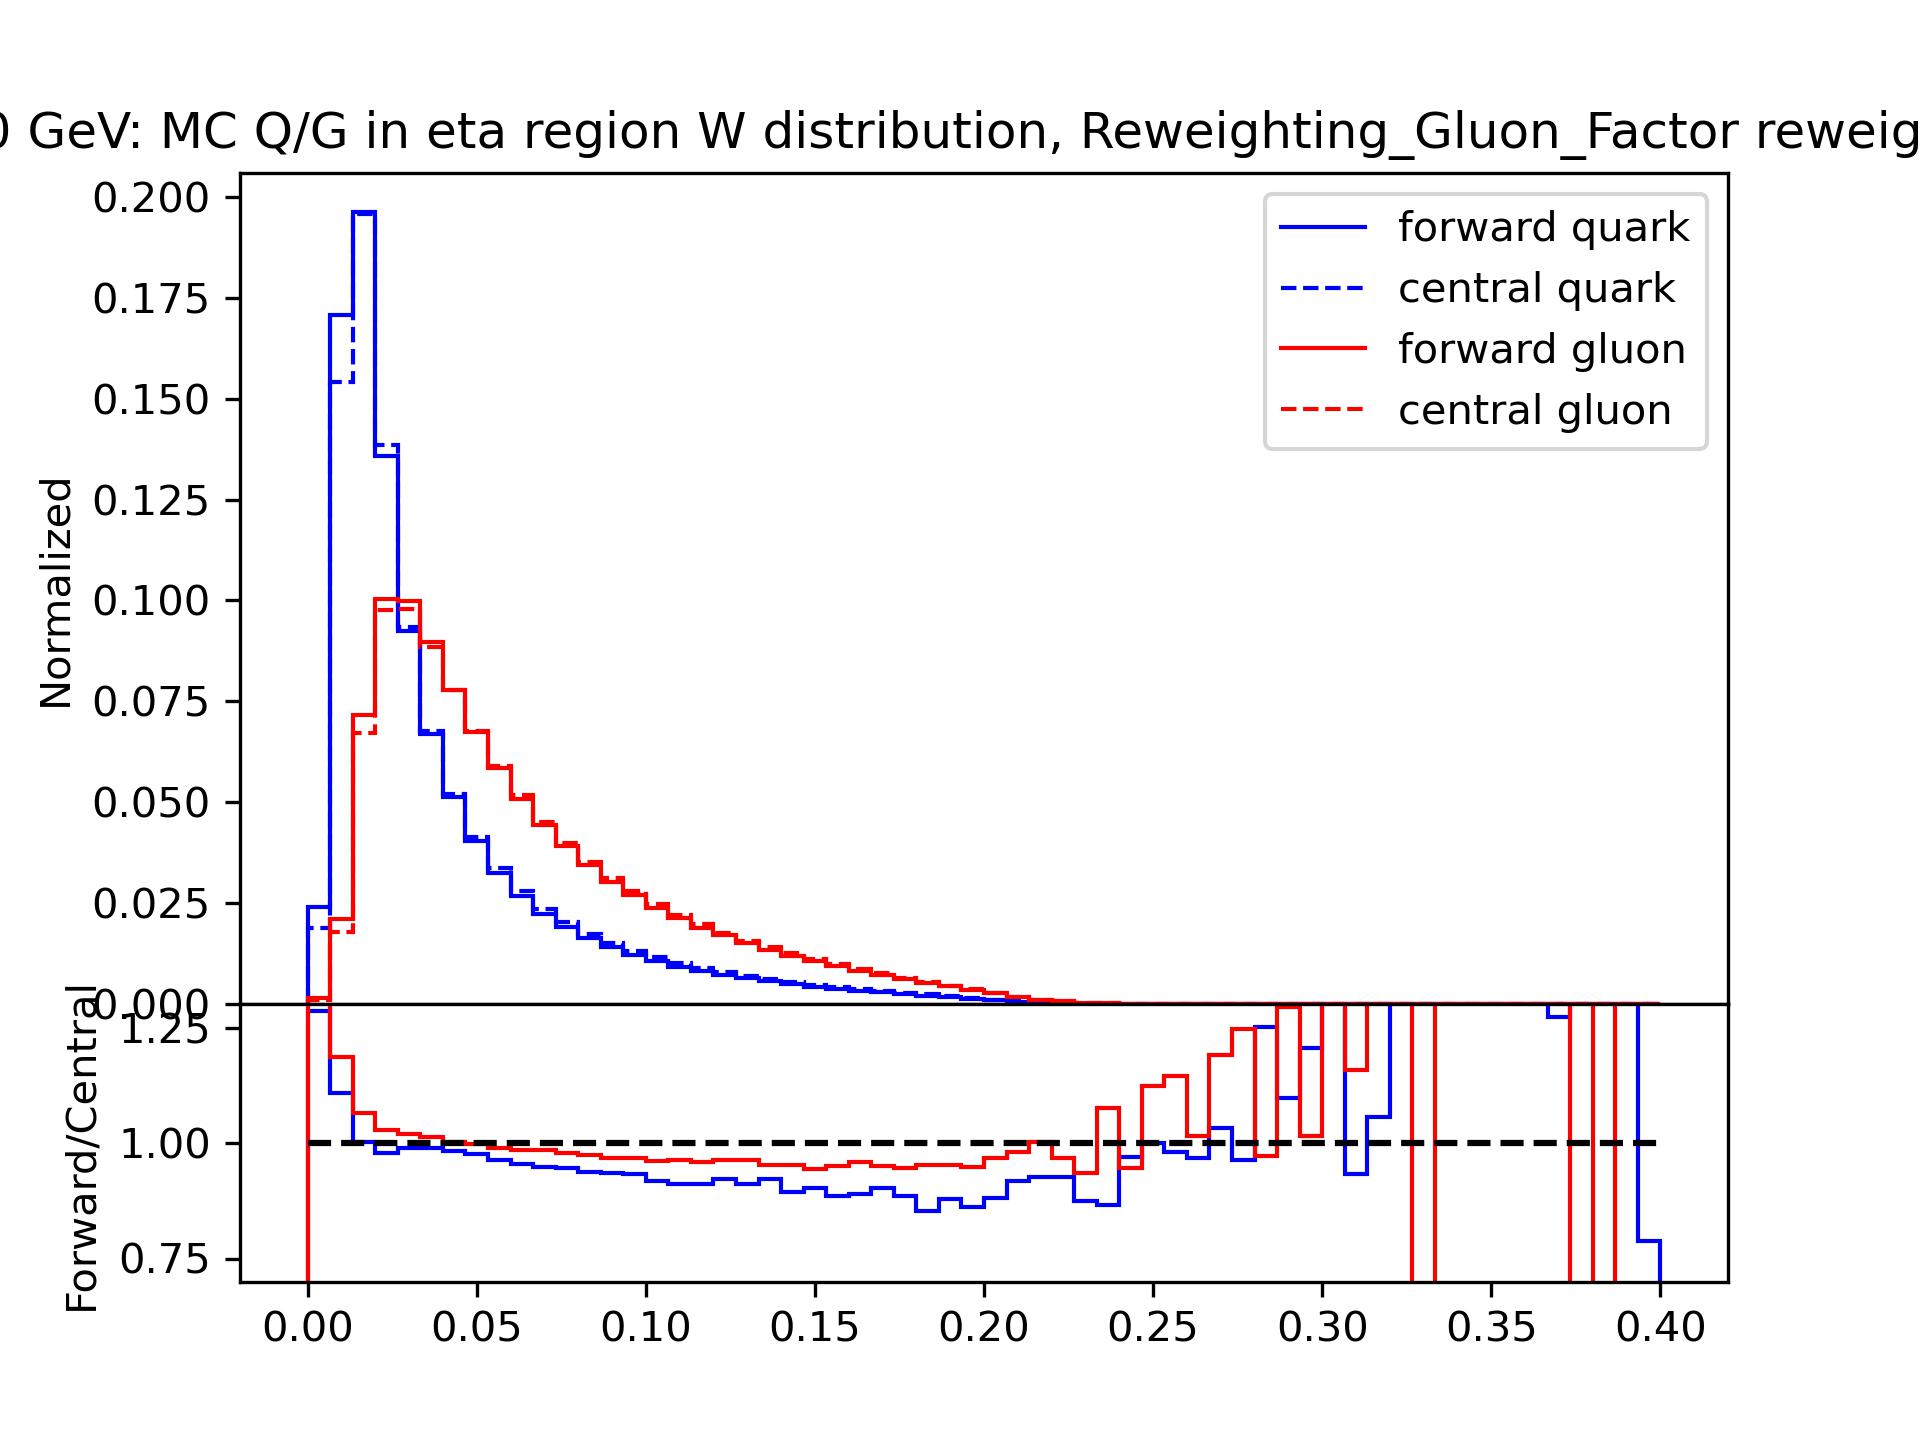 0 GeV: MC Q/G in eta region W distribution, Reweighting_Gluon_Factor reweig
0.200
0.175
0.150
0.125
0.100
0.075
0.050
0.025
0.000
Normalized
forward quark
central quark
forward gluon
central gluon
1.25
1.00
0.75
Forward/Central
0.00 0.05 0.10 0.15 0.20 0.25 0.30 0.35 0.40